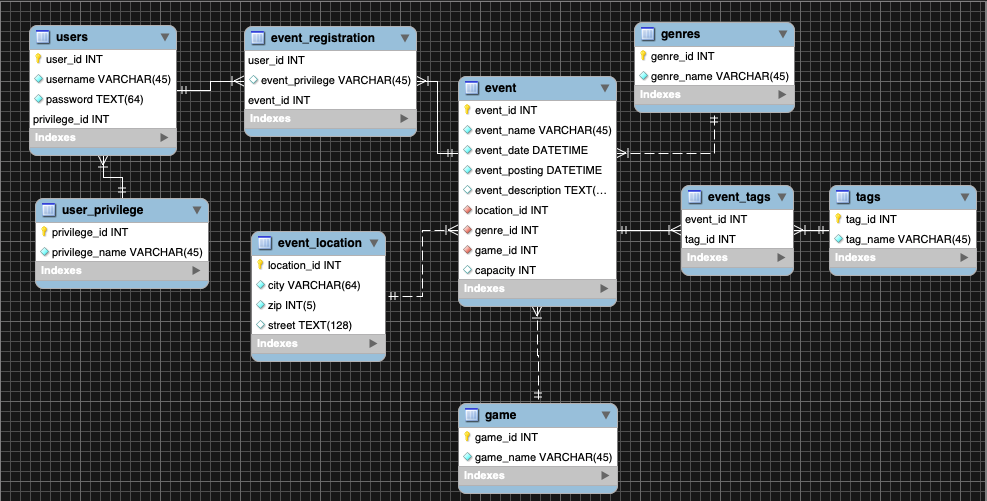 users
user_id INT
username VARCHAR(45)
password TEXT(64)
privilege_id INT
Indexes
event_registration
user_id INT
event_privilege VARCHAR(45)
event_id INT
Indexes
event
event_id INT
event_name VARCHAR(45)
event_date DATETIME
event_posting DATETIME
event_description TEXT(...
location_id INT
genre_id INT
game_id INT
capacity INT
Indexes
genres
genre_id INT
genre_name VARCHAR(45)
Indexes
user_privilege
privilege_id INT
privilege_name VARCHAR(45)
Indexes
event_location
location_id INT
city VARCHAR(64)
zip INT(5)
street TEXT(128)
Indexes
event_tags
event_id INT
tag_id INT
Indexes
tags
tag_id INT
tag_name VARCHAR(45)
Indexes
game
game_id INT
game_name VARCHAR(45)
Indexes